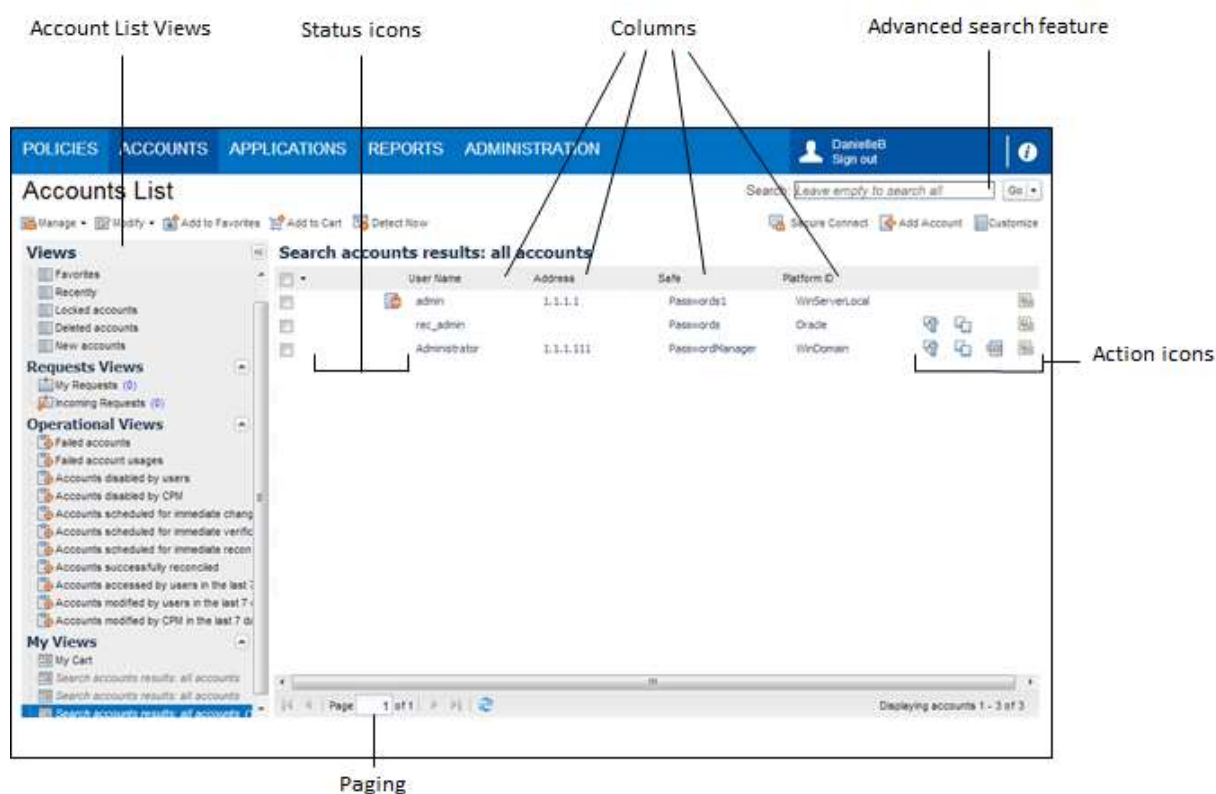 Account List Views
Status icons
Columns
Advanced search feature
POLICIES ACCOUNTS APPLICATIONS REPORTS ADMINISTRATION
DanielleB
Sign out
Accounts List
Search: Leave empty to search all
Go
Manage
Modify
Add to Favorites
Add to Cart
Detect Now
Secure Connect
Add Account
Customize
Views
Favorites
Recently
Locked accounts
Deleted accounts
New accounts
Requests Views
My Requests (0)
Incoming Requests (0)
Operational Views
Failed accounts
Failed account usages
Accounts disabled by users
Accounts disabled by CPM
Accounts scheduled for immediate chang
Accounts scheduled for immediate verific
Accounts scheduled for immediate recon
Accounts successfully reconciled
Accounts accessed by users in the last 7
Accounts modified by users in the last 7 d
Accounts modified by CPM in the last 7 da
My Views
My Cart
Search accounts results: all accounts
Search accounts results: all accounts
Search accounts results: all accounts
Search accounts results: all accounts
User Name Address Safe Platform ID
admin 1.1.1.1 Passwords1 WinServerLocal
rec_admin Passwords Oracle
Administrator 1.1.1.111 PasswordManager WinDomain
Action icons
Page 1 of 1
Displaying accounts 1 - 3 of 3
Paging